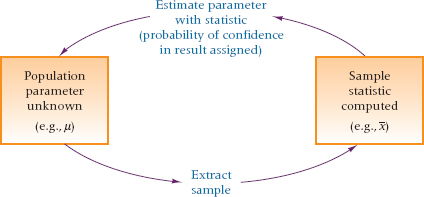 Estimate parameter
with statistic
(probability of confidence
in result assigned)
Population
parameter
unknown
(e.g., μ)
Sample
statistic
computed
(e.g., x̄)
Extract
sample